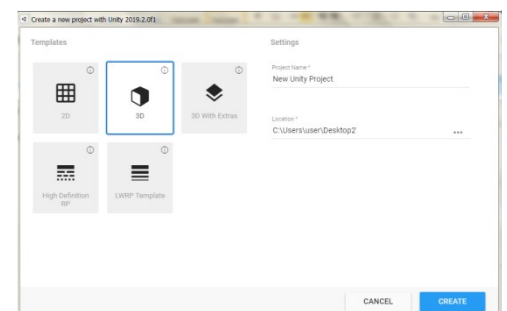 Create a new project with Unity 2019.2.0f1
Templates
2D
3D
3D With Extras
High Definition
RP
LWRP Template
Settings
Project Name *
New Unity Project
Location *
C:\Users\user\Desktop2'
...
CANCEL
CREATE